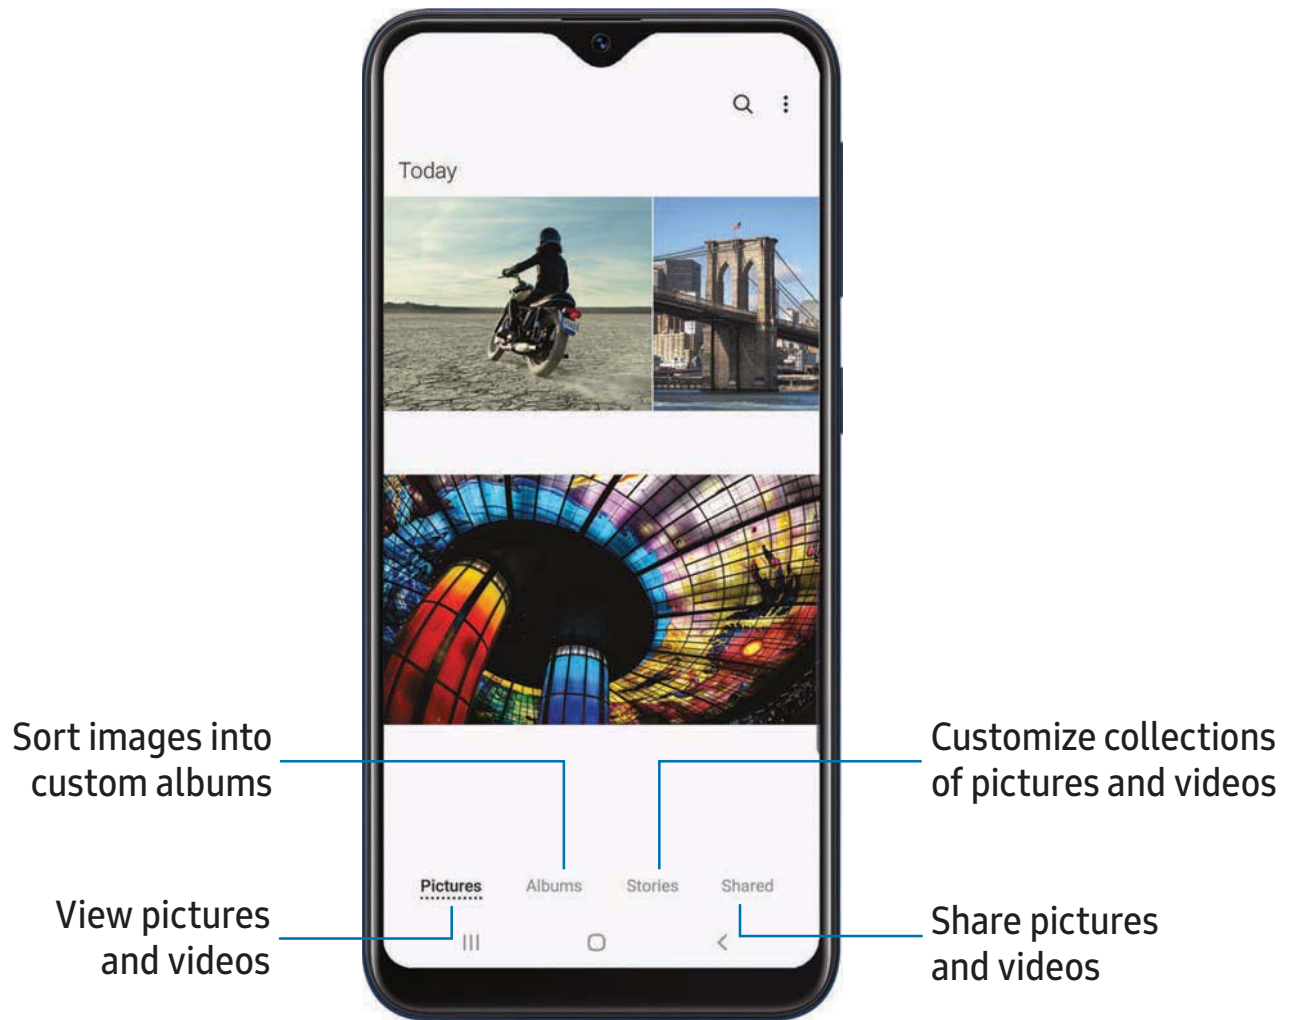 Today
Sort images into
custom albums
Customize collections
of pictures and videos
Pictures Albums Stories Shared
View pictures
and videos
Share pictures
and videos